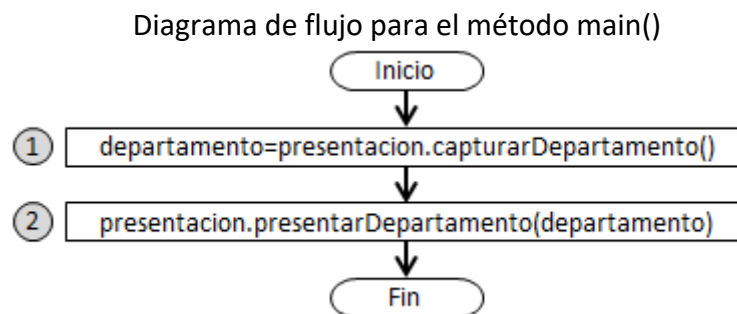 Diagrama de flujo para el método main()
Inicio
1 departamento=presentacion.capturarDepartamento()
2 presentacion.presentarDepartamento(departamento)
Fin